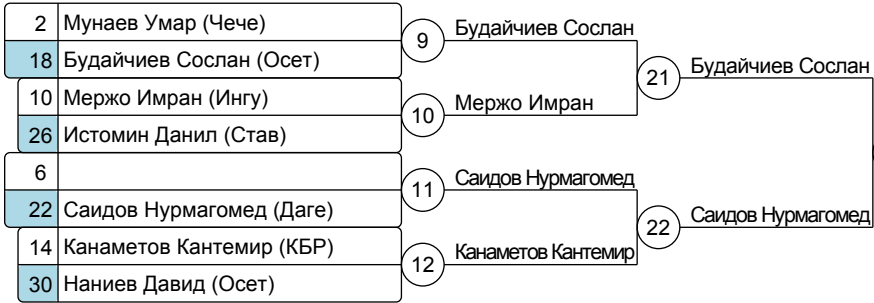 2 Мунаев Умар (Чече)
18 Будайчиев Сослан (Осет)
10 Мержо Имран (Ингу)
26 Истомин Данил (Став)
6
22 Саидов Нурмагомед (Даге)
14 Канаметов Кантемир (КБР)
30 Наниев Давид (Осет)
9 Будайчиев Сослан
10 Мержо Имран
11 Саидов Нурмагомед
12 Канаметов Кантемир
21 Будайчиев Сослан
22 Саидов Нурмагомед